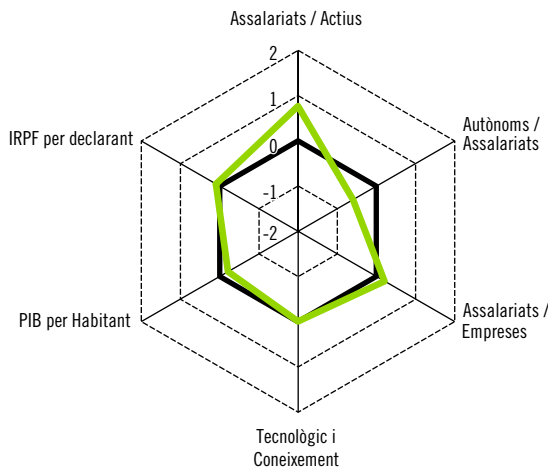 Assalariats / Actius
2
1
0
-1
-2
IRPF per declarant
Autònoms /
Assalariats
PIB per Habitant
Assalariats /
Empreses
Tecnològic i
Coneixement